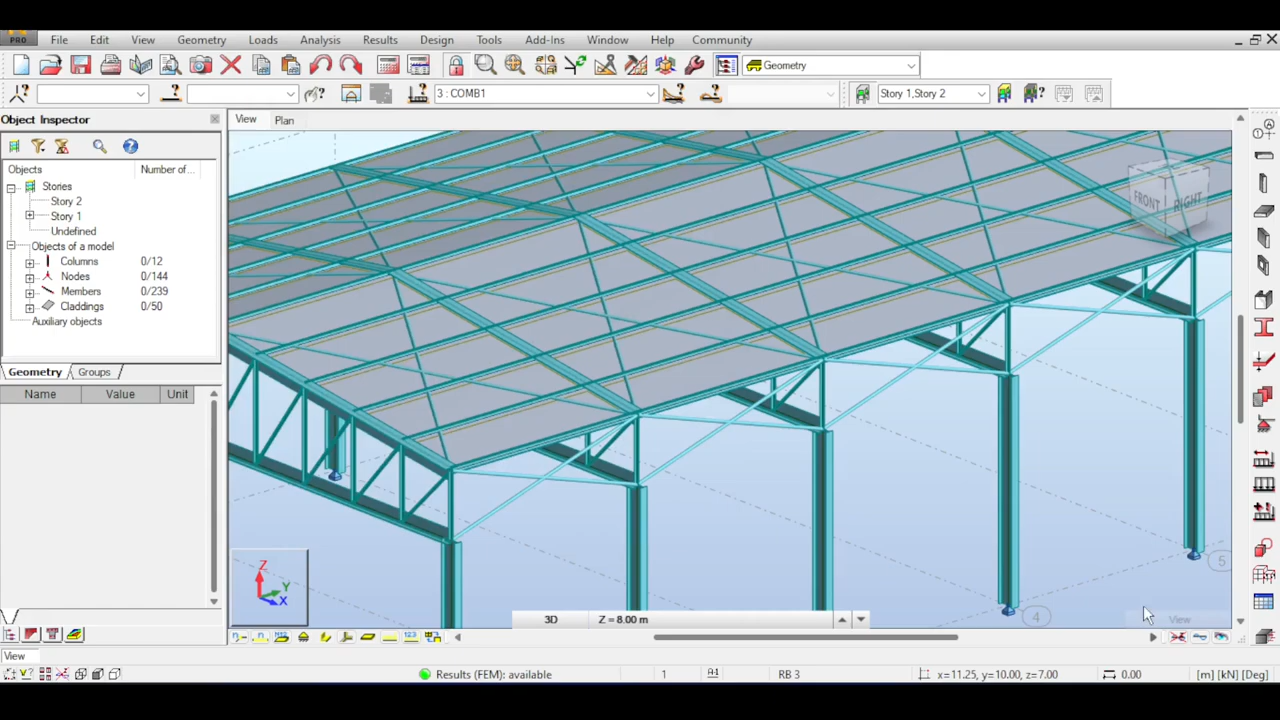 PRO File Edit View Geometry Loads Analysis Results Design Tools Add-Ins Window Help Community
Geometry
3 : COMB1
Story 1,Story 2
Object Inspector
View Plan
Objects Number of...
Stories
Story 2
Story 1
Undefined
Objects of a model
Columns 0/12
Nodes 0/144
Members 0/239
Claddings 0/50
Auxiliary objects
Geometry Groups
Name Value Unit
FRONT RIGHT
Z
Y
X
5
4
3D Z = 8.00 m
View
View
Results (FEM): available 1 RB 3 x=11.25, y=10.00, z=7.00 0.00 [m] [kN] [Deg]